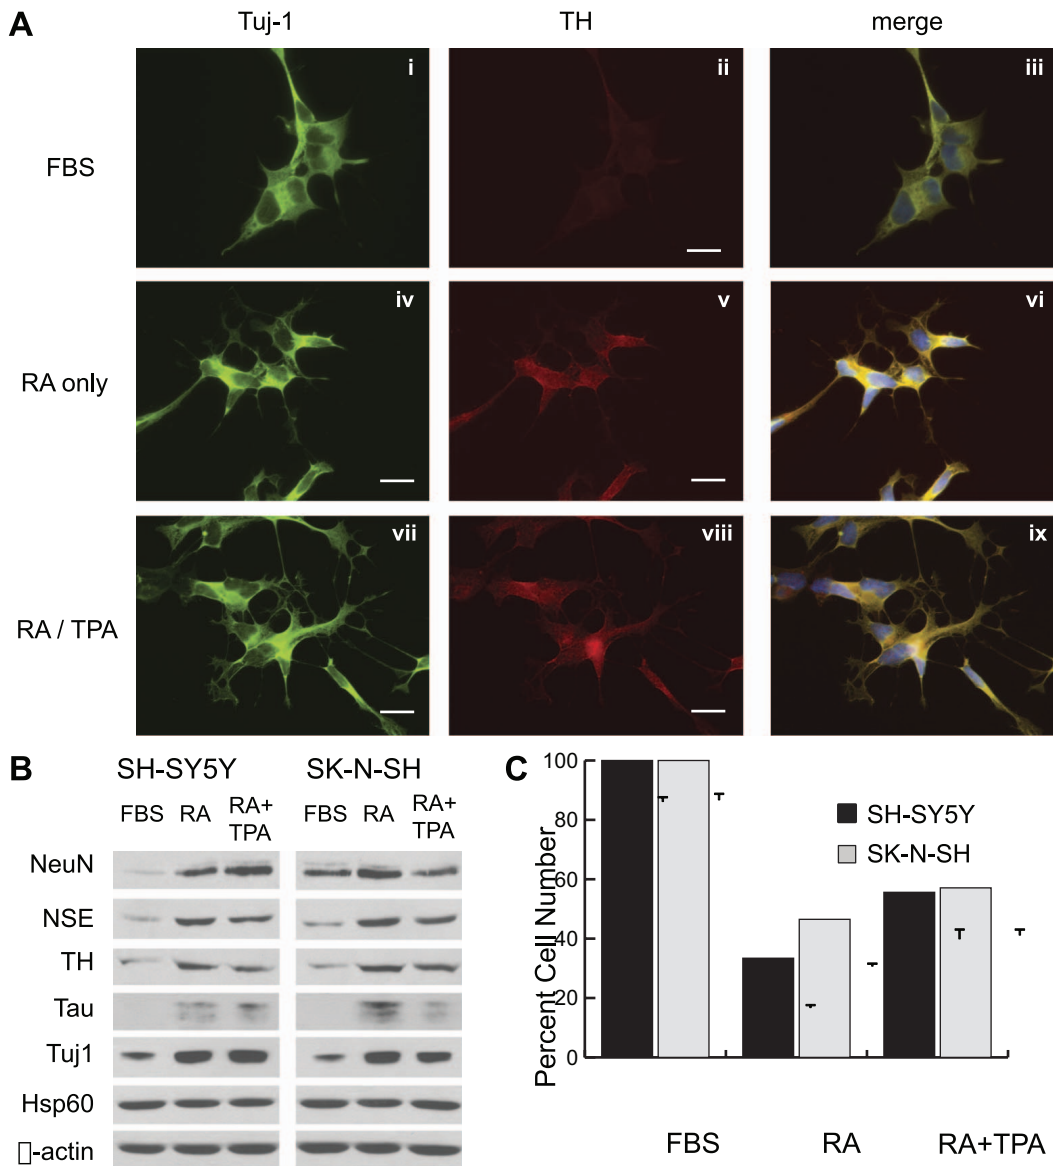 A
Tuj-1 TH merge
FBS
i ii iii
RA only
iv v vi
RA / TPA
vii viii ix
B
SH-SY5Y SK-N-SH
FBS RA RA+ TPA FBS RA RA+ TPA
NeuN
NSE
TH
Tau
Tuj1
Hsp60
▯-actin
C
100
80
60
40
20
0
Percent Cell Number
SH-SY5Y
SK-N-SH
FBS RA RA+TPA